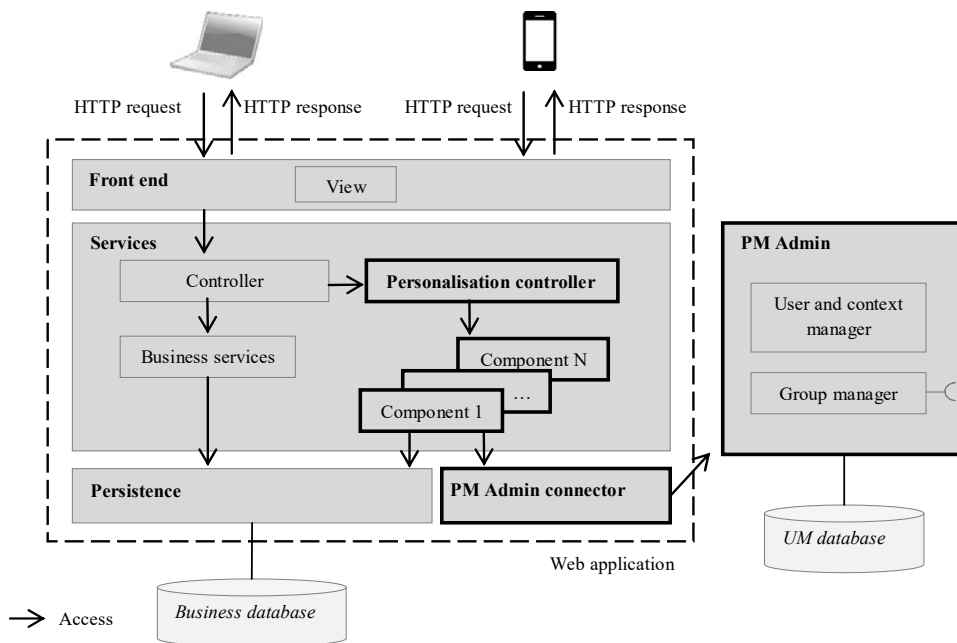 HTTP request
HTTP response
HTTP request
HTTP response
Front end
View
Services
Controller
Personalisation controller
Business services
Component N
…
Component 1
Persistence
PM Admin connector
Web application
PM Admin
User and context
manager
Group manager
UM database
Business database
Access